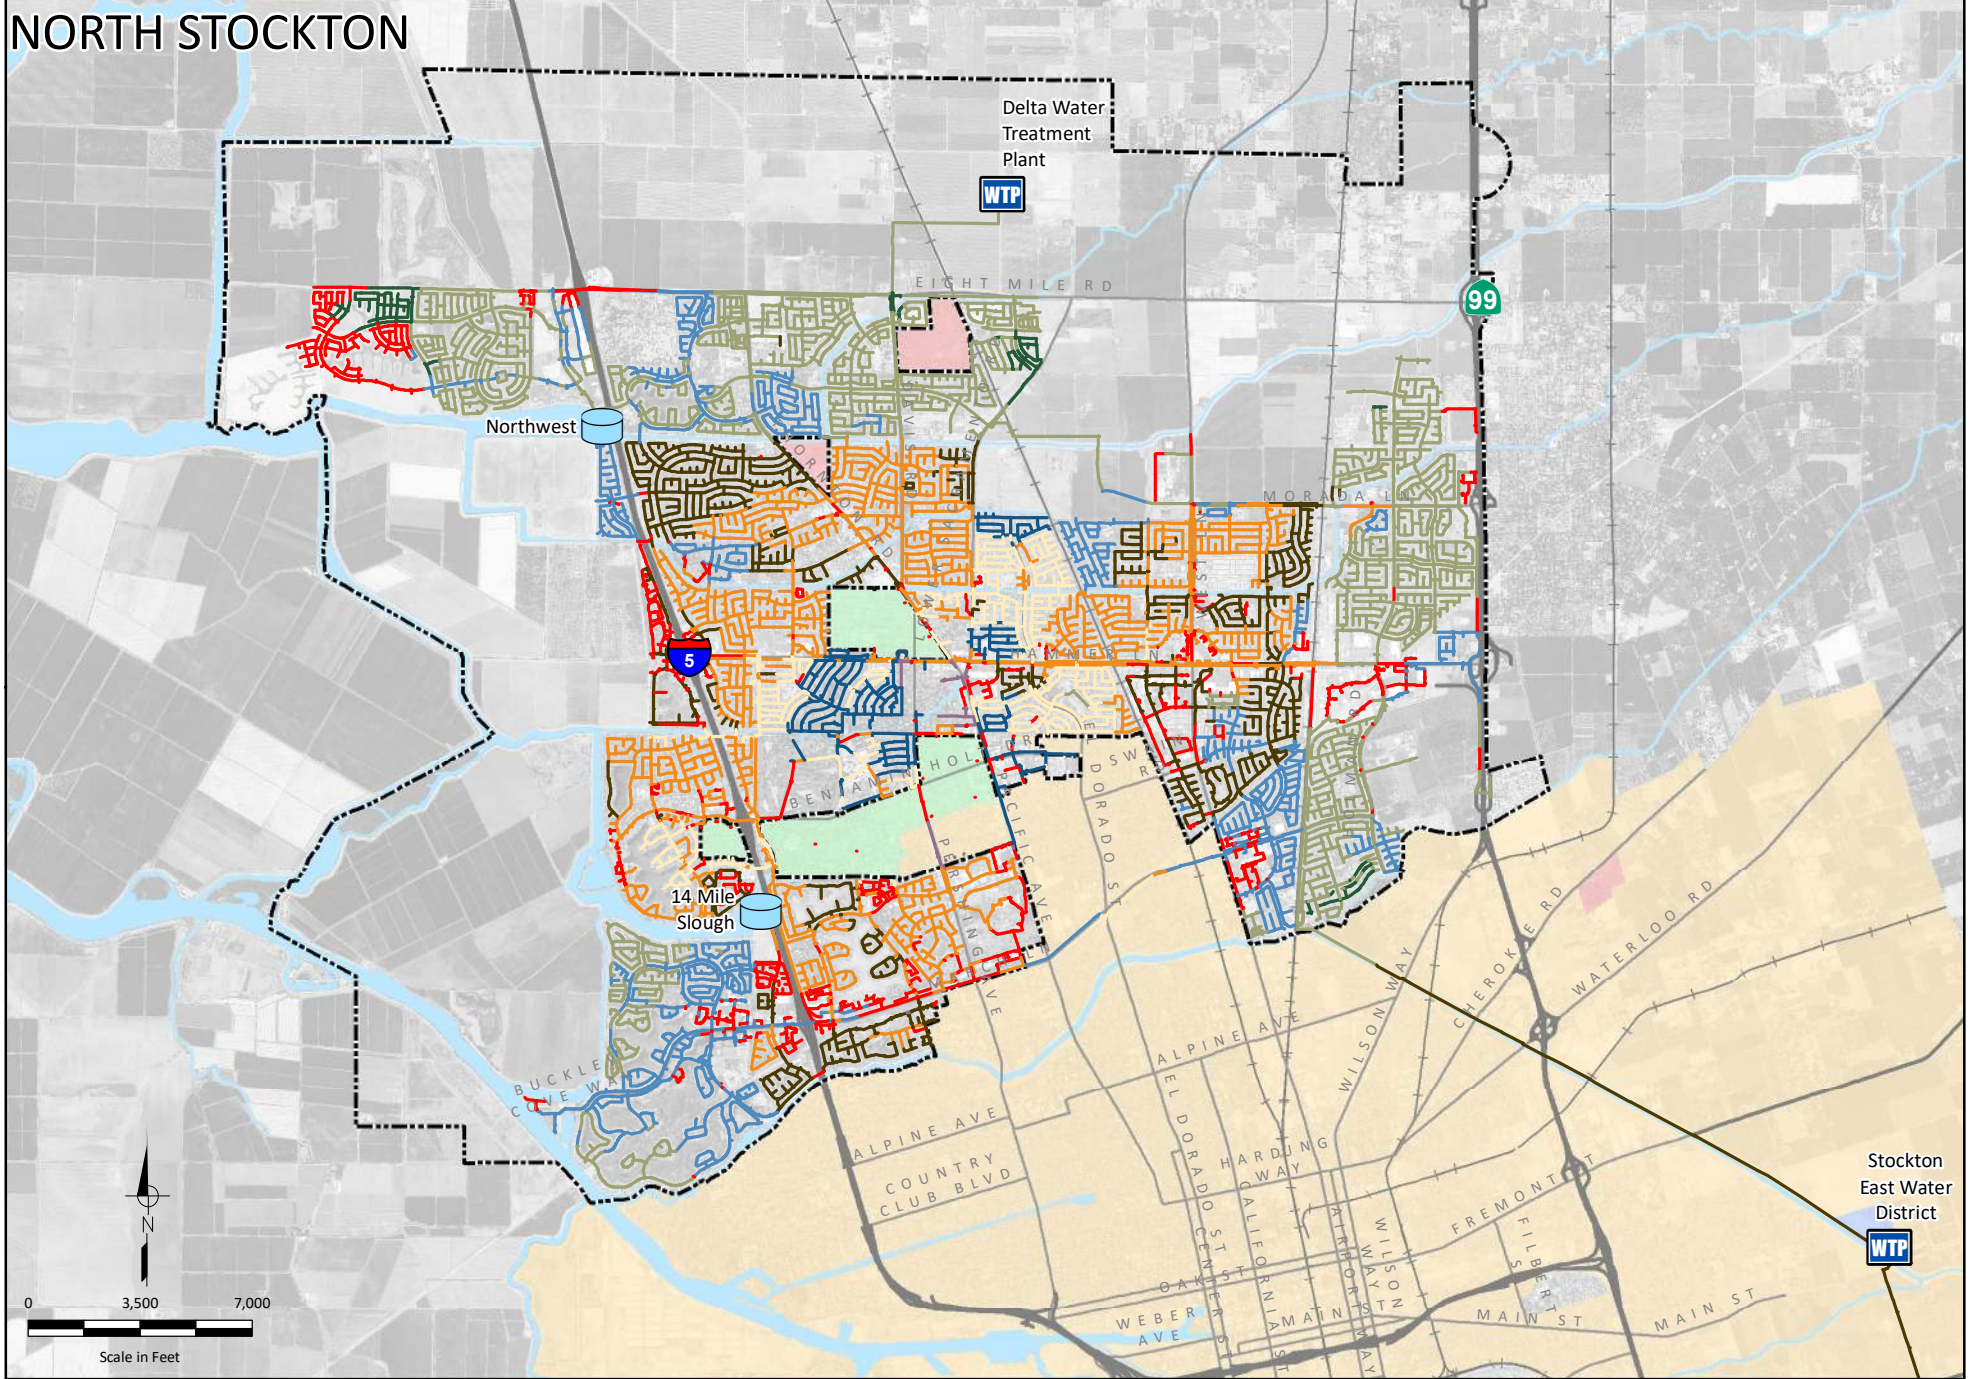 NORTH STOCKTON
Delta Water
Treatment
Plant
WTP
EIGHT MILE RD
99
Northwest
MORADA LN
5
HAMMER LN
PACIFIC AVE
EL DORADO ST
PERSHING AVE
14 Mile
Slough
BUCKLEY
COVE WAY
ALPINE AVE
ALPINE AVE
WILSON WAY
CHEROKEE RD
WATERLOO RD
COUNTRY
CLUB BLVD
HARDING
WAY
EL DORADO ST
CENTER ST
CALIFORNIA ST
AIRPORT WAY
WILSON
WAY
FREMONT ST
FILBERT
ST
OAK ST
WEBER
AVE
MAIN ST
MAIN ST
MAIN ST
Stockton
East Water
District
WTP
N
0 3,500 7,000
Scale in Feet